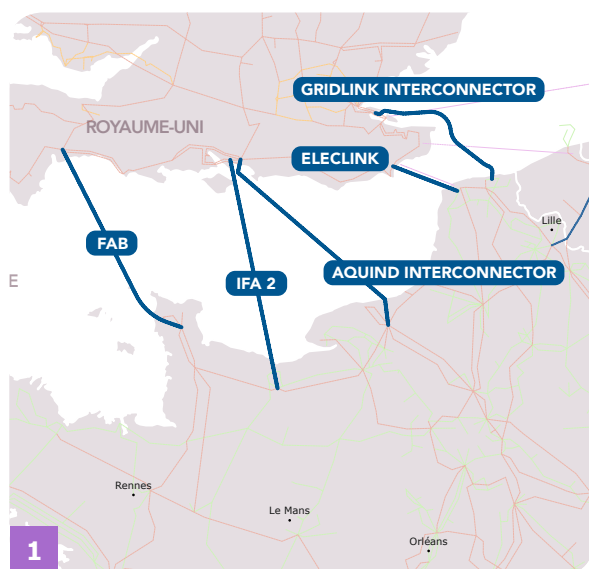 GRIDLINK INTERCONNECTOR
ROYAUME-UNI
ELECLINK
Lille
FAB
AQUIND INTERCONNECTOR
E
IFA 2
Rennes
Le Mans
Orléans
1